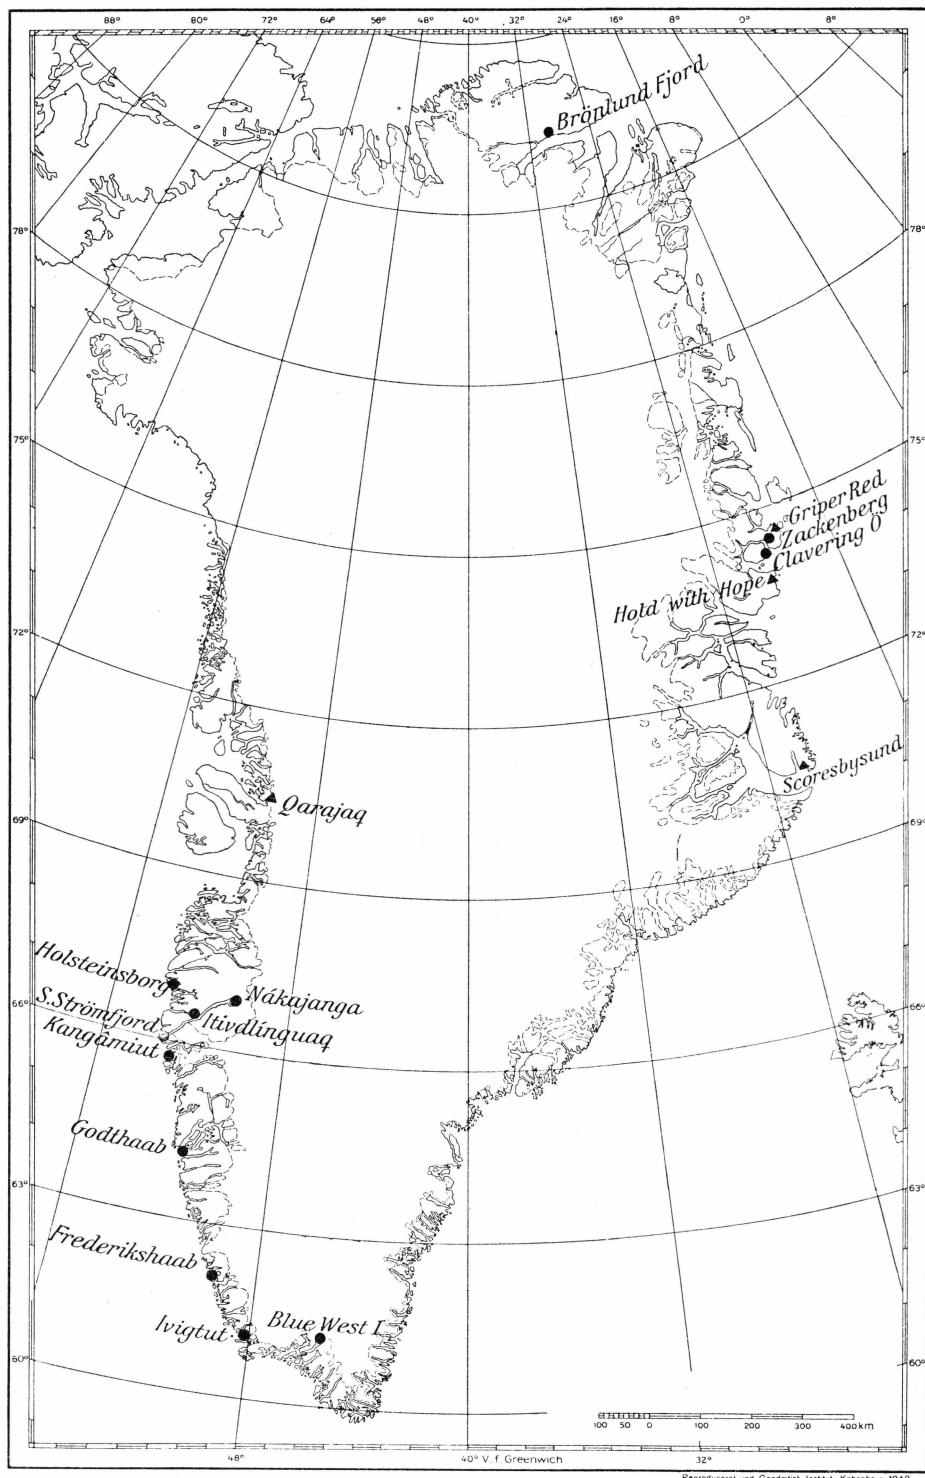 88° 80° 72° 64° 56° 48° 40° 32° 24° 16° 8° 0° 8°
Brönlund Fjord
78° 78°
75° 75°
Griper Red
Zackenberg
Clavering Ö
Hold with Hope
72° 72°
Scoresbysund
Qarajaq
69° 69°
Holsteinsborg
Nákajanga
S. Strömfjord
Itivdlínguaq
66° 66°
Kangâmiut
Godthaab
63° 63°
Frederikshaab
Blue West I
Ivigtut
60° 60°
100 50 0 100 200 300 400 km
48° 40° V. f. Greenwich 32°